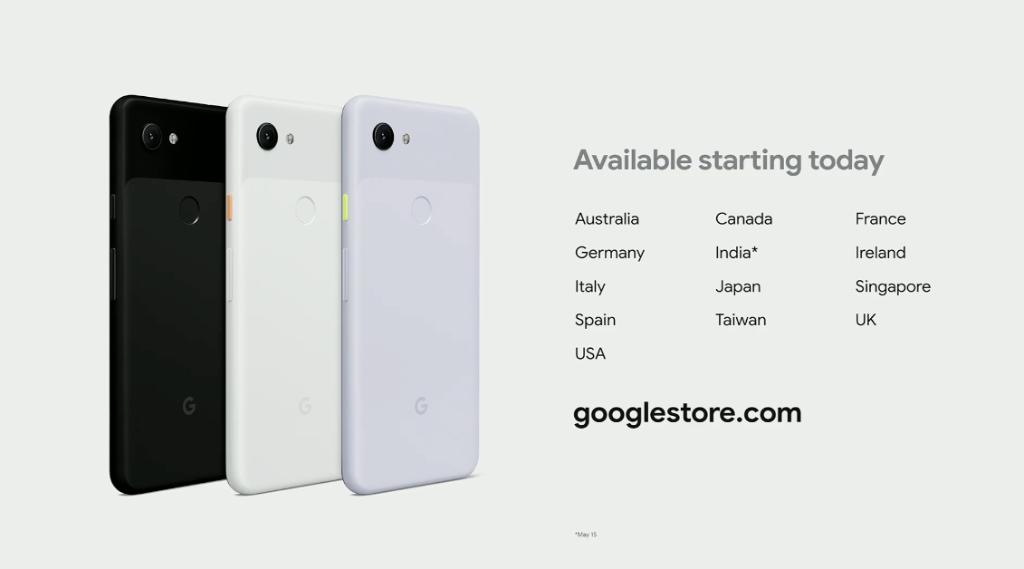 Available starting today
Australia Canada France
Germany India* Ireland
Italy Japan Singapore
Spain Taiwan UK
USA
googlestore.com
*May 15
G G G